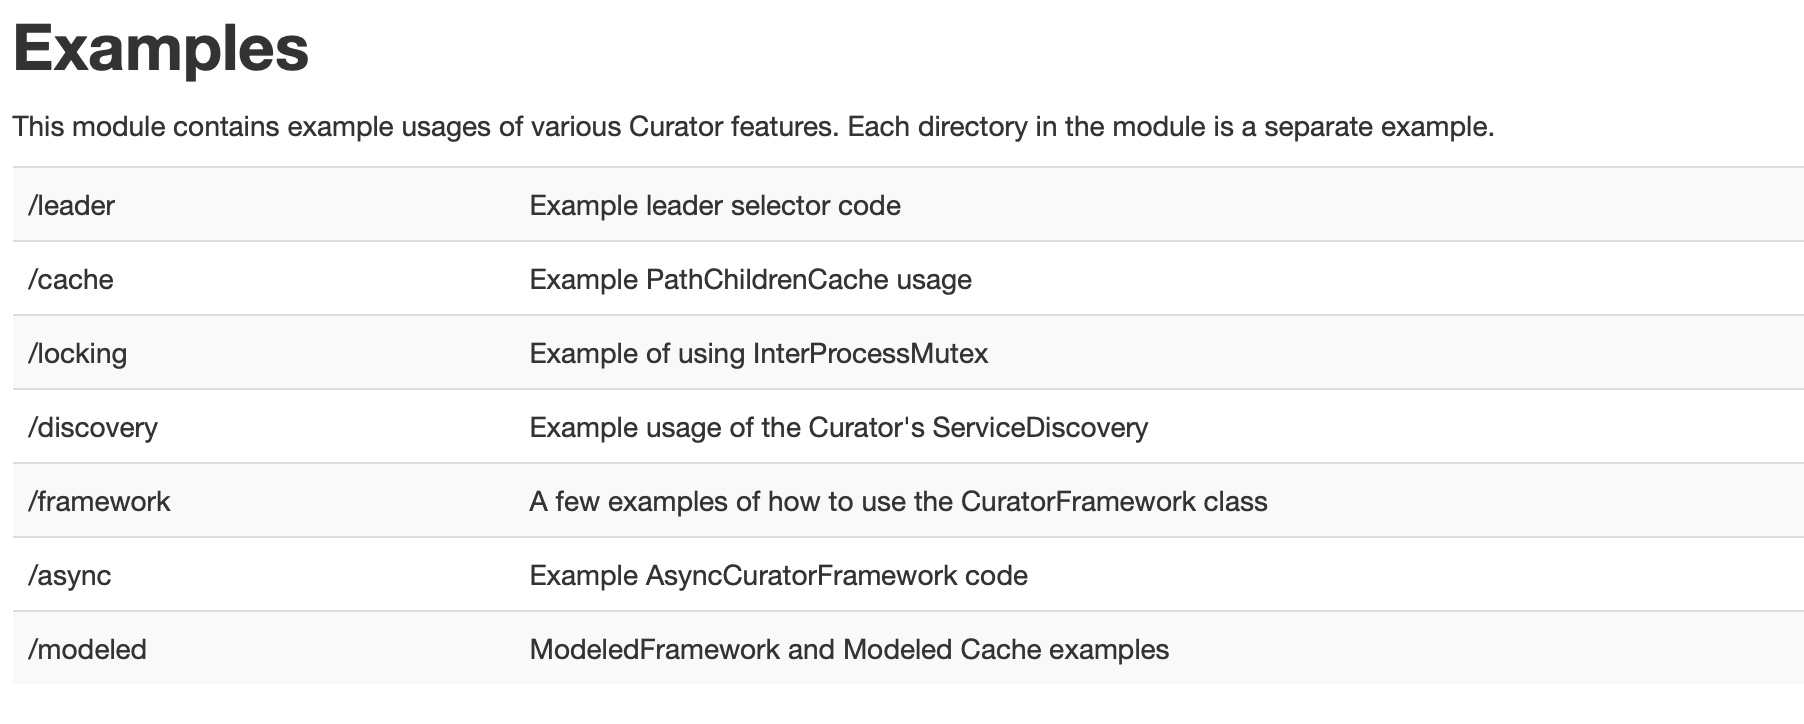 Examples
This module contains example usages of various Curator features. Each directory in the module is a separate example.
/leader Example leader selector code
/cache Example PathChildrenCache usage
/locking Example of using InterProcessMutex
/discovery Example usage of the Curator's ServiceDiscovery
/framework A few examples of how to use the CuratorFramework class
/async Example AsyncCuratorFramework code
/modeled ModeledFramework and Modeled Cache examples